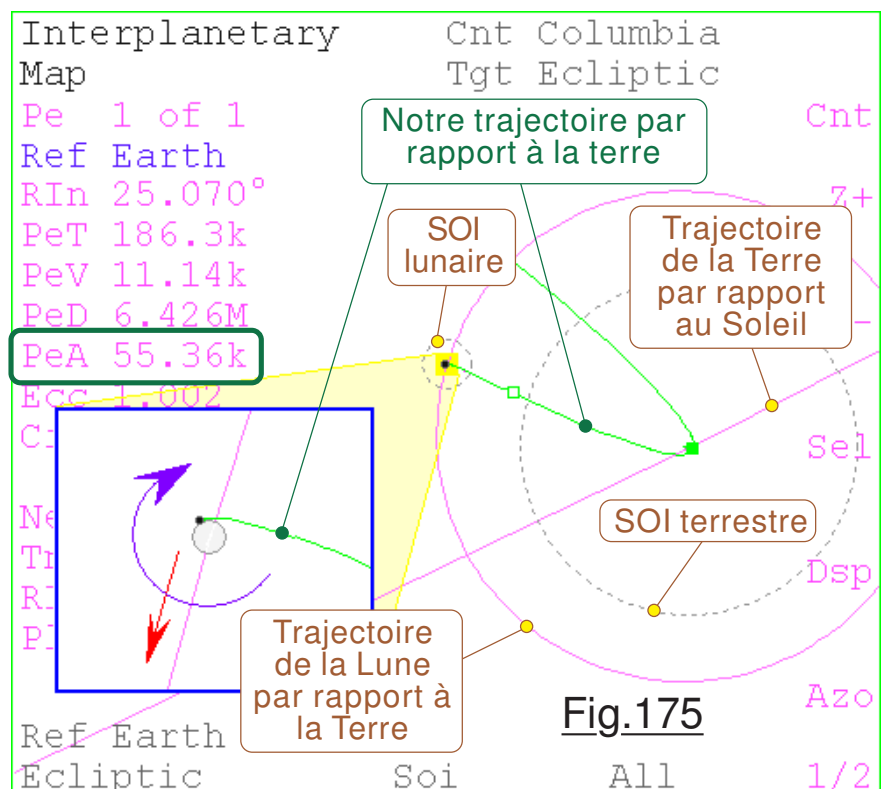 Interplanetary
Map
Cnt Columbia
Tgt Ecliptic
Pe 1 of 1
Ref Earth
RIn 25.070°
PeT 186.3k
PeV 11.14k
PeD 6.426M
PeA 55.36k
Ecc 1.002
Notre trajectoire par
rapport à la terre
SOI
lunaire
Trajectoire
de la Terre
par rapport
au Soleil
SOI terrestre
Trajectoire
de la Lune
par rapport à
la Terre
Fig.175
Cnt
Z+
-
Sel
Dsp
Azo
Ref Earth
Ecliptic
Soi
All
1/2